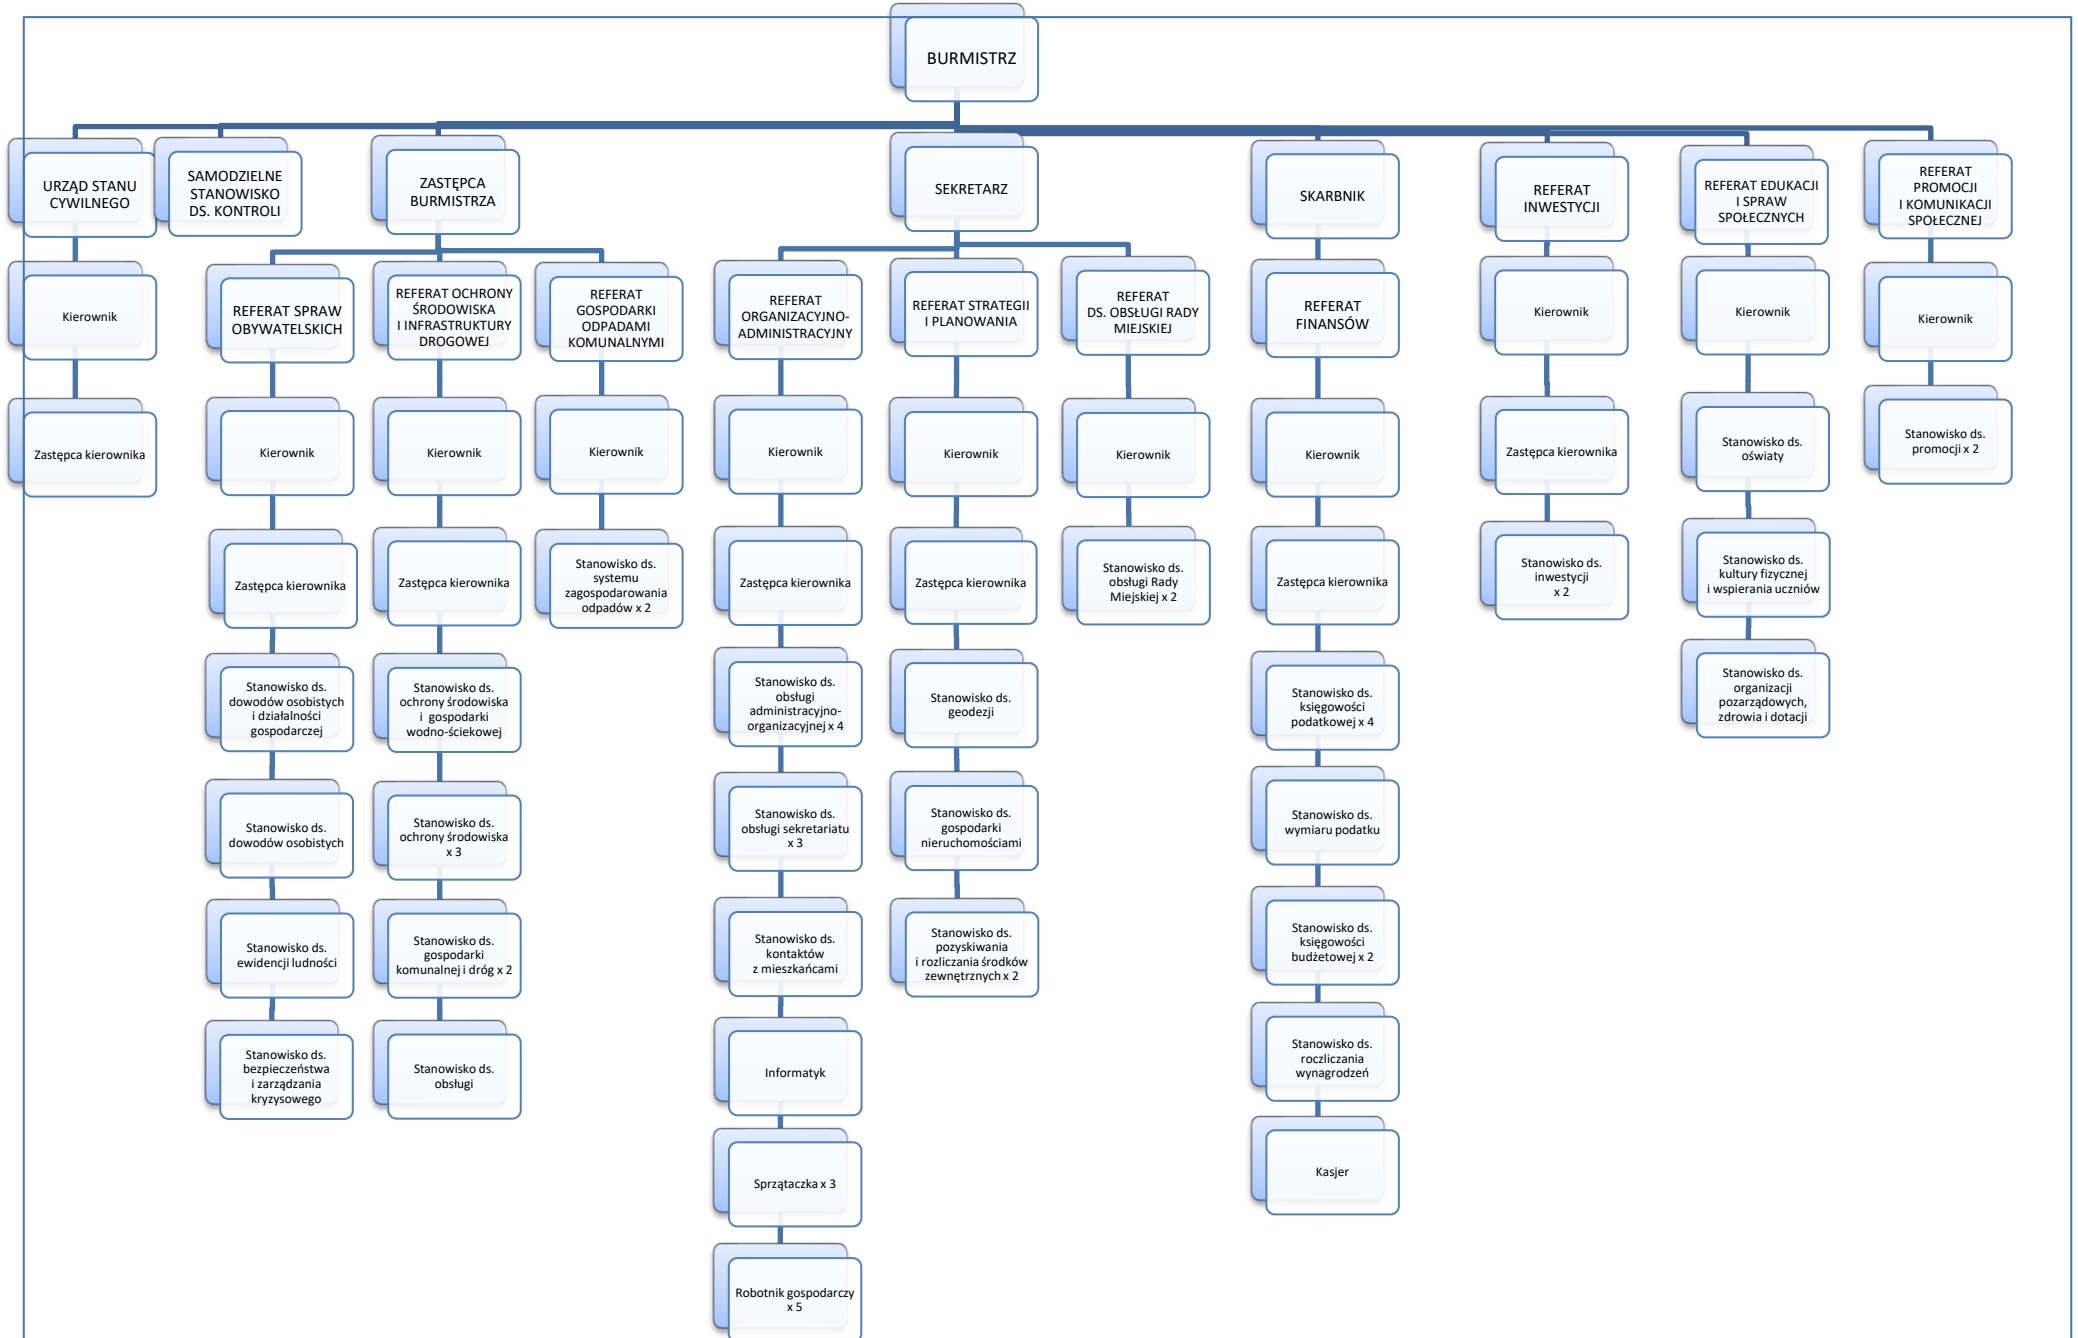 BURMISTRZ
URZĄD STANU
CYWILNEGO
Kierownik
Zastępca kierownika
SAMODZIELNE
STANOWISKO
DS. KONTROLI
ZASTĘPCA
BURMISTRZA
REFERAT SPRAW
OBYWATELSKICH
Kierownik
Zastępca kierownika
Stanowisko ds.
dowodów osobistych
i działalności
gospodarczej
Stanowisko ds.
dowodów osobistych
Stanowisko ds.
ewidencji ludności
Stanowisko ds.
bezpieczeństwa
i zarządzania
kryzysowego
REFERAT OCHRONY
ŚRODOWISKA
I INFRASTRUKTURY
DROGOWEJ
Kierownik
Zastępca kierownika
Stanowisko ds.
ochrony środowiska
i gospodarki
wodno-ściekowej
Stanowisko ds.
ochrony środowiska
x 3
Stanowisko ds.
gospodarki
komunalnej i dróg x 2
Stanowisko ds.
obsługi
REFERAT
GOSPODARKI
ODPADAMI
KOMUNALNYMI
Kierownik
Stanowisko ds.
systemu
zagospodarowania
odpadów x 2
SEKRETARZ
REFERAT
ORGANIZACYJNO-
ADMINISTRACYJNY
Kierownik
Zastępca kierownika
Stanowisko ds.
obsługi
administracyjno-
organizacyjnej x 4
Stanowisko ds.
obsługi sekretariatu
x 3
Stanowisko ds.
kontaktów
z mieszkańcami
Informatyk
Sprzątaczka x 3
Robotnik gospodarczy
x 5
REFERAT STRATEGII
I PLANOWANIA
Kierownik
Zastępca kierownika
Stanowisko ds.
geodezji
Stanowisko ds.
gospodarki
nieruchomościami
Stanowisko ds.
pozyskiwania
i rozliczania środków
zewnętrznych x 2
REFERAT
DS. OBSŁUGI RADY
MIEJSKIEJ
Kierownik
Stanowisko ds.
obsługi Rady
Miejskiej x 2
SKARBNIK
REFERAT
FINANSÓW
Kierownik
Zastępca kierownika
Stanowisko ds.
księgowości
podatkowej x 4
Stanowisko ds.
wymiaru podatku
Stanowisko ds.
księgowości
budżetowej x 2
Stanowisko ds.
roczliczania
wynagrodzeń
Kasjer
REFERAT
INWESTYCJI
Kierownik
Zastępca kierownika
Stanowisko ds.
inwestycji
x 2
REFERAT EDUKACJI
I SPRAW
SPOŁECZNYCH
Kierownik
Stanowisko ds.
oświaty
Stanowisko ds.
kultury fizycznej
i wspierania uczniów
Stanowisko ds.
organizacji
pozarządowych,
zdrowia i dotacji
REFERAT
PROMOCJI
I KOMUNIKACJI
SPOŁECZNEJ
Kierownik
Stanowisko ds.
promocji x 2